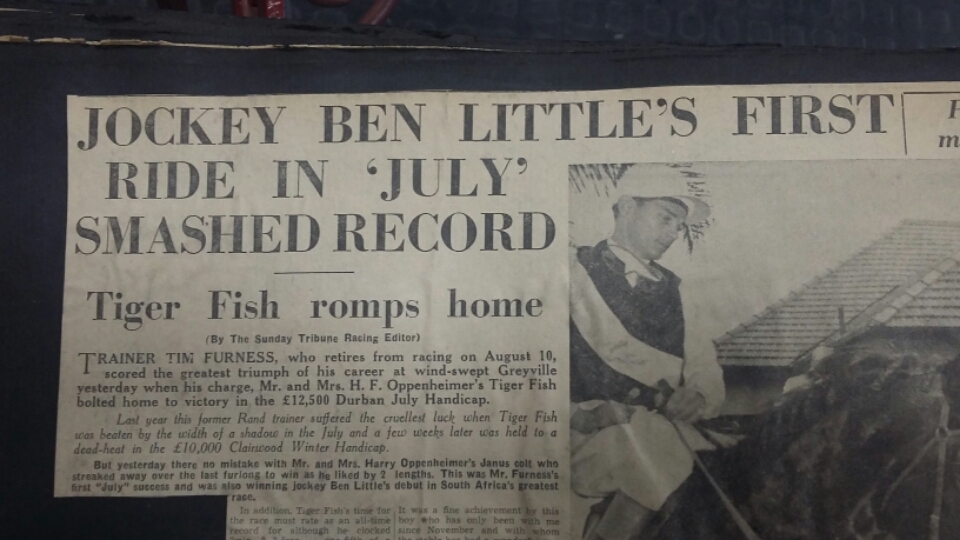 JOCKEY BEN LITTLE'S FIRST
RIDE IN 'JULY'
SMASHED RECORD
Tiger Fish romps home
(By The Sunday Tribune Racing Editor)
TRAINER TIM FURNESS, who retires from racing on August 10,
scored the greatest triumph of his career at wind-swept Greyville
yesterday when his charge, Mr. and Mrs. H. F. Oppenheimer's Tiger Fish
bolted home to victory in the £12,500 Durban July Handicap.
Last year this former Rand trainer suffered the cruellest luck when Tiger Fish
was beaten by the width of a shadow in the July and a few weeks later was held to a
dead-heat in the £10,000 Clairwood Winter Handicap.
But yesterday there no mistake with Mr. and Mrs. Harry Oppenheimer's Janus colt who
streaked away over the last furlong to win as he liked by 2 lengths. This was Mr. Furness's
first "July" success and was also winning jockey Ben Little's debut in South Africa's greatest
race.
In addition, Tiger Fish's time for
the race must rate as an all-time
record for although he clocked
It was a fine achievement by this
boy who has only been with me
since November and with whom